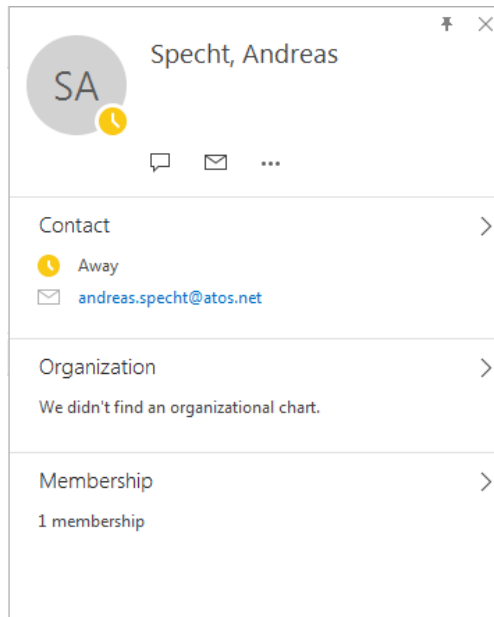 Specht, Andreas
SA
Contact
Away
andreas.specht@atos.net
Organization
We didn't find an organizational chart.
Membership
1 membership